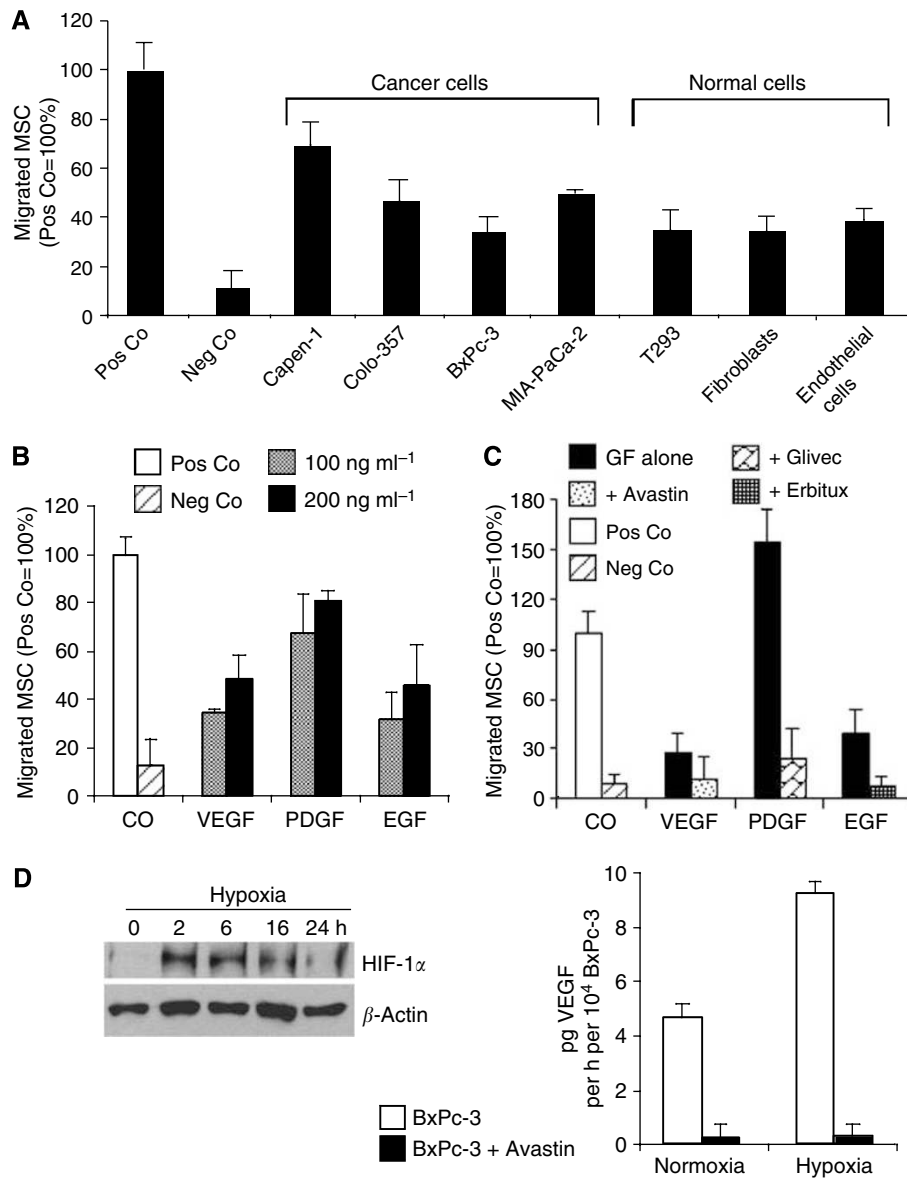 A
Migrated MSC
(Pos Co=100%)
120
100
80
60
40
20
0
Cancer cells
Normal cells
Pos Co
Neg Co
Capen-1
Colo-357
BxPc-3
MIA-PaCa-2
T293
Fibroblasts
Endothelial
cells
B
Pos Co
Neg Co
100 ng ml⁻¹
200 ng ml⁻¹
Migrated MSC (Pos Co=100%)
120
100
80
60
40
20
0
CO VEGF PDGF EGF
C
GF alone
+ Avastin
Pos Co
Neg Co
+ Glivec
+ Erbitux
Migrated MSC (Pos Co=100%)
180
150
120
90
60
30
0
CO VEGF PDGF EGF
D
Hypoxia
0 2 6 16 24 h
HIF-1α
β-Actin
BxPc-3
BxPc-3 + Avastin
pg VEGF
per h per 10⁴ BxPc-3
10
8
6
4
2
0
Normoxia Hypoxia